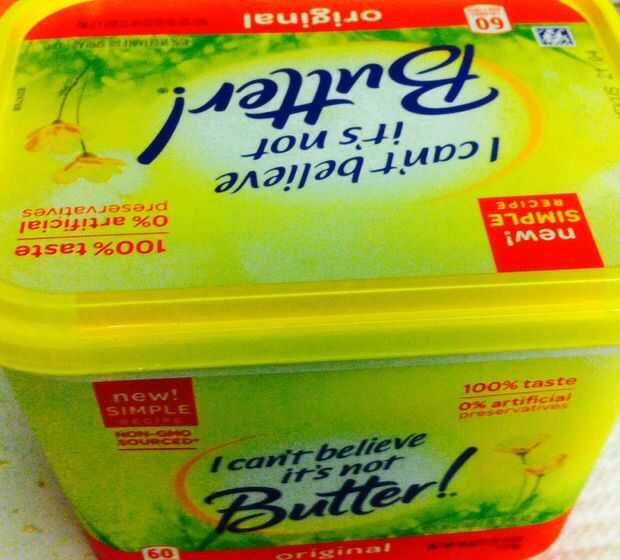 original
60
I can't believe
it's not
Butter!
new!
SIMPLE
RECIPE
100% taste
0% artificial
preservatives
new!
SIMPLE
RECIPE
NON-GMO
SOURCED*
100% taste
0% artificial
preservatives
I can't believe
it's not
Butter!
60
original